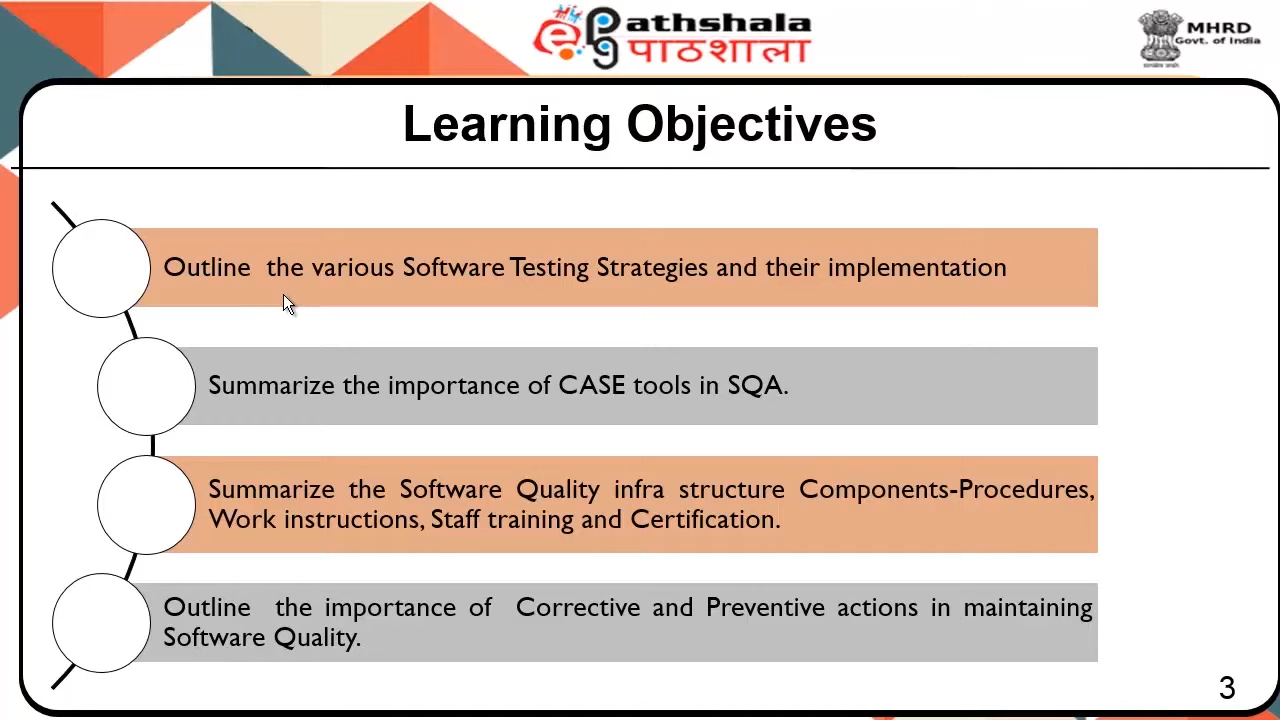 ePathshala
पाठशाला
MHRD
Govt. of India
Learning Objectives
Outline the various Software Testing Strategies and their implementation
Summarize the importance of CASE tools in SQA.
Summarize the Software Quality infra structure Components-Procedures,
Work instructions, Staff training and Certification.
Outline the importance of Corrective and Preventive actions in maintaining
Software Quality.
3